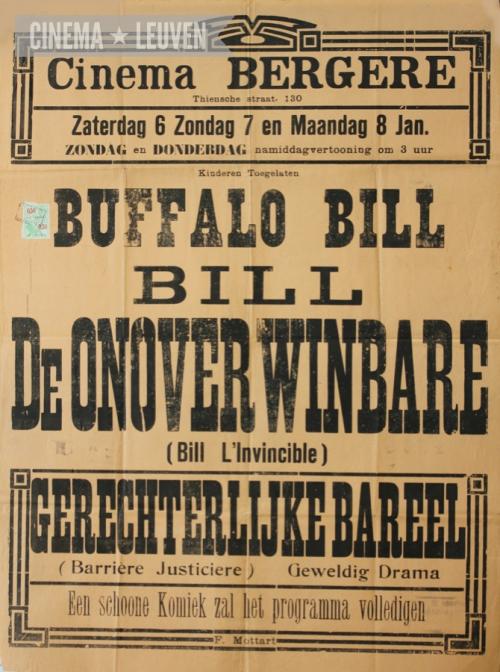 CINEMA ★ LEUVEN
Cinema BERGERE
Thiensche straat. 130
Zaterdag 6 Zondag 7 en Maandag 8 Jan.
ZONDAG en DONDERDAG namiddagvertooning om 3 uur
Kinderen Toegelaten
BUFFALO BILL
BILL
DE ONOVERWINBARE
(Bill L'Invincible)
GERECHTERLIJKE BAREEL
(Barrière Justiciere) Geweldig Drama
Een schoone Komiek zal het programma volledigen
F. Mottart